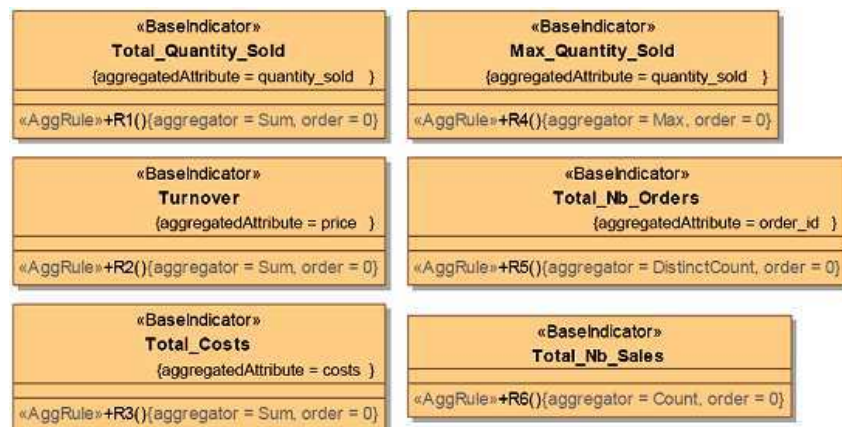 «BaseIndicator»
Total_Quantity_Sold
{aggregatedAttribute = quantity_sold }
«AggRule»+R1(){aggregator = Sum, order = 0}
«BaseIndicator»
Max_Quantity_Sold
{aggregatedAttribute = quantity_sold }
«AggRule»+R4(){aggregator = Max, order = 0}
«BaseIndicator»
Turnover
{aggregatedAttribute = price }
«AggRule»+R2(){aggregator = Sum, order = 0}
«BaseIndicator»
Total_Nb_Orders
{aggregatedAttribute = order_id }
«AggRule»+R5(){aggregator = DistinctCount, order = 0}
«BaseIndicator»
Total_Costs
{aggregatedAttribute = costs }
«AggRule»+R3(){aggregator = Sum, order = 0}
«BaseIndicator»
Total_Nb_Sales
«AggRule»+R6(){aggregator = Count, order = 0}